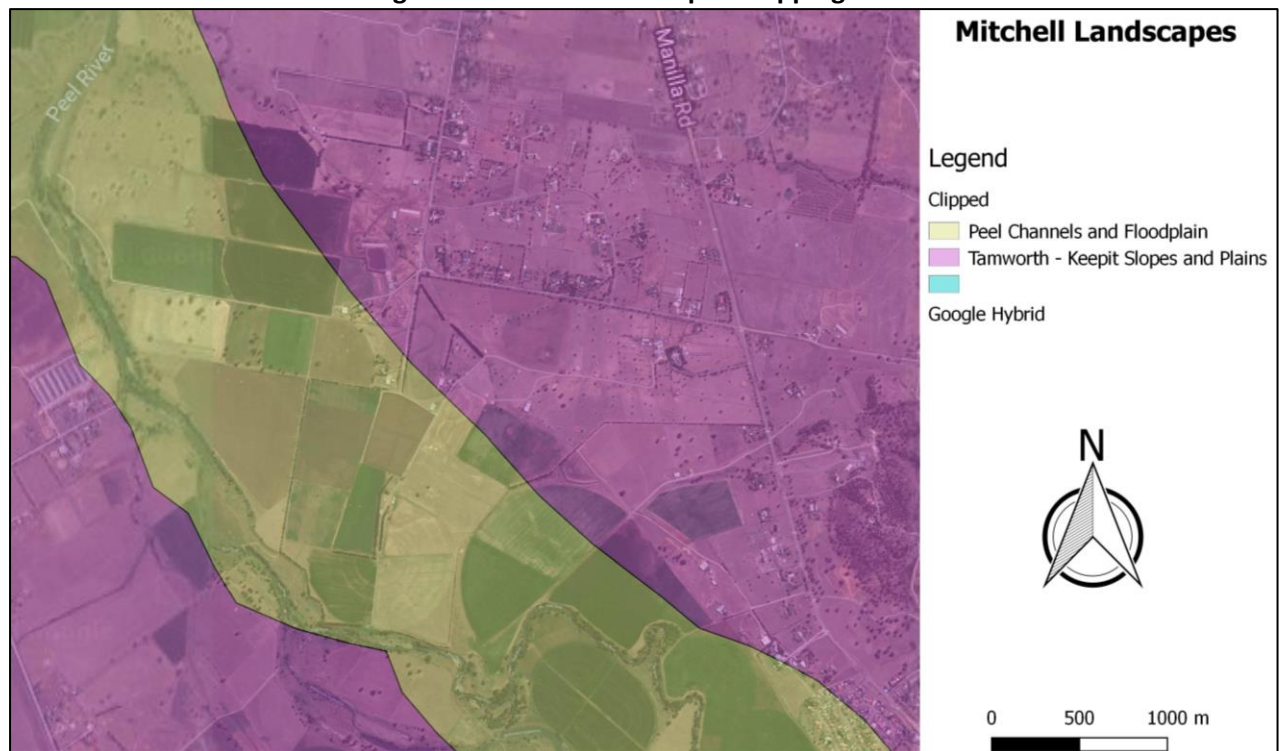 Mitchell Landscapes
Peel River
Manilla Rd
Legend
Clipped
Peel Channels and Floodplain
Tamworth - Keepit Slopes and Plains
Google Hybrid
N
0 500 1000 m